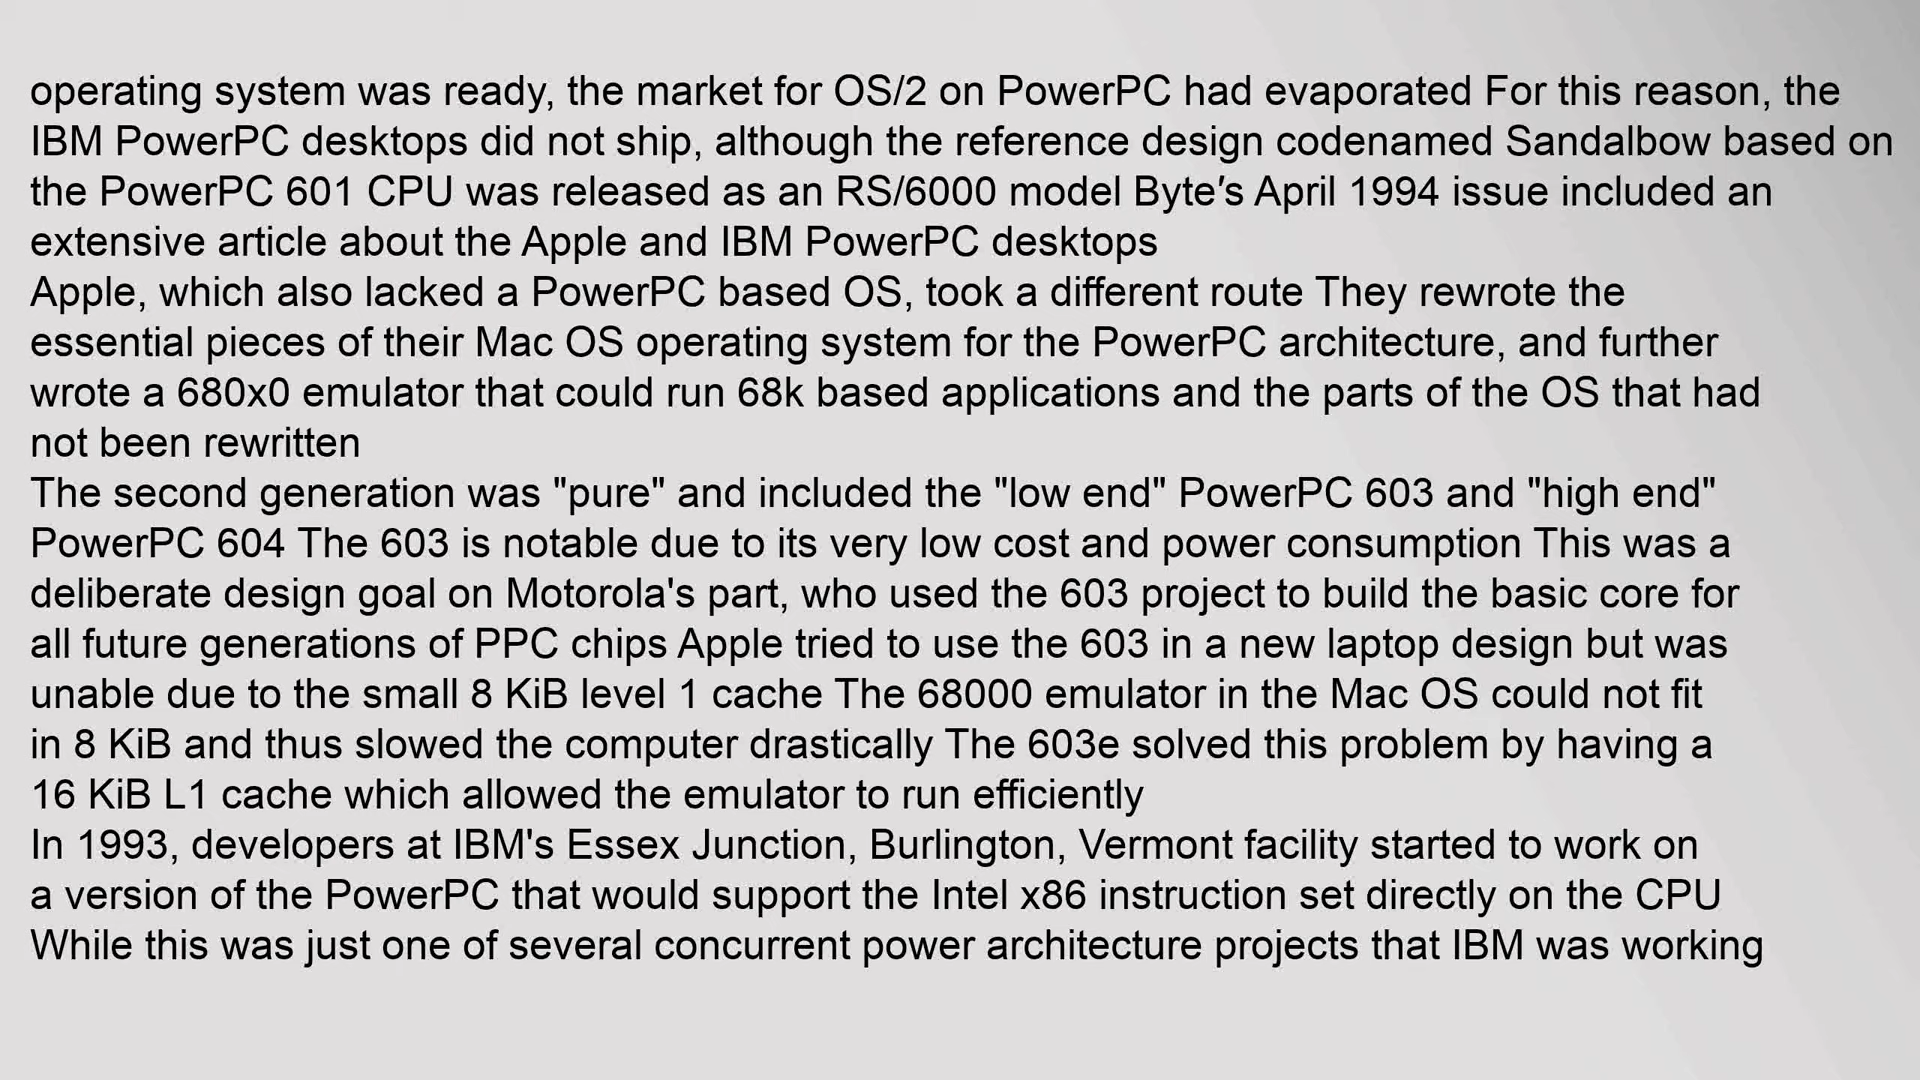 operating system was ready, the market for OS/2 on PowerPC had evaporated For this reason, the
IBM PowerPC desktops did not ship, although the reference design codenamed Sandalbow based on
the PowerPC 601 CPU was released as an RS/6000 model Byte′s April 1994 issue included an
extensive article about the Apple and IBM PowerPC desktops
Apple, which also lacked a PowerPC based OS, took a different route They rewrote the
essential pieces of their Mac OS operating system for the PowerPC architecture, and further
wrote a 680x0 emulator that could run 68k based applications and the parts of the OS that had
not been rewritten
The second generation was "pure" and included the "low end" PowerPC 603 and "high end"
PowerPC 604 The 603 is notable due to its very low cost and power consumption This was a
deliberate design goal on Motorola's part, who used the 603 project to build the basic core for
all future generations of PPC chips Apple tried to use the 603 in a new laptop design but was
unable due to the small 8 KiB level 1 cache The 68000 emulator in the Mac OS could not fit
in 8 KiB and thus slowed the computer drastically The 603e solved this problem by having a
16 KiB L1 cache which allowed the emulator to run efficiently
In 1993, developers at IBM's Essex Junction, Burlington, Vermont facility started to work on
a version of the PowerPC that would support the Intel x86 instruction set directly on the CPU
While this was just one of several concurrent power architecture projects that IBM was working